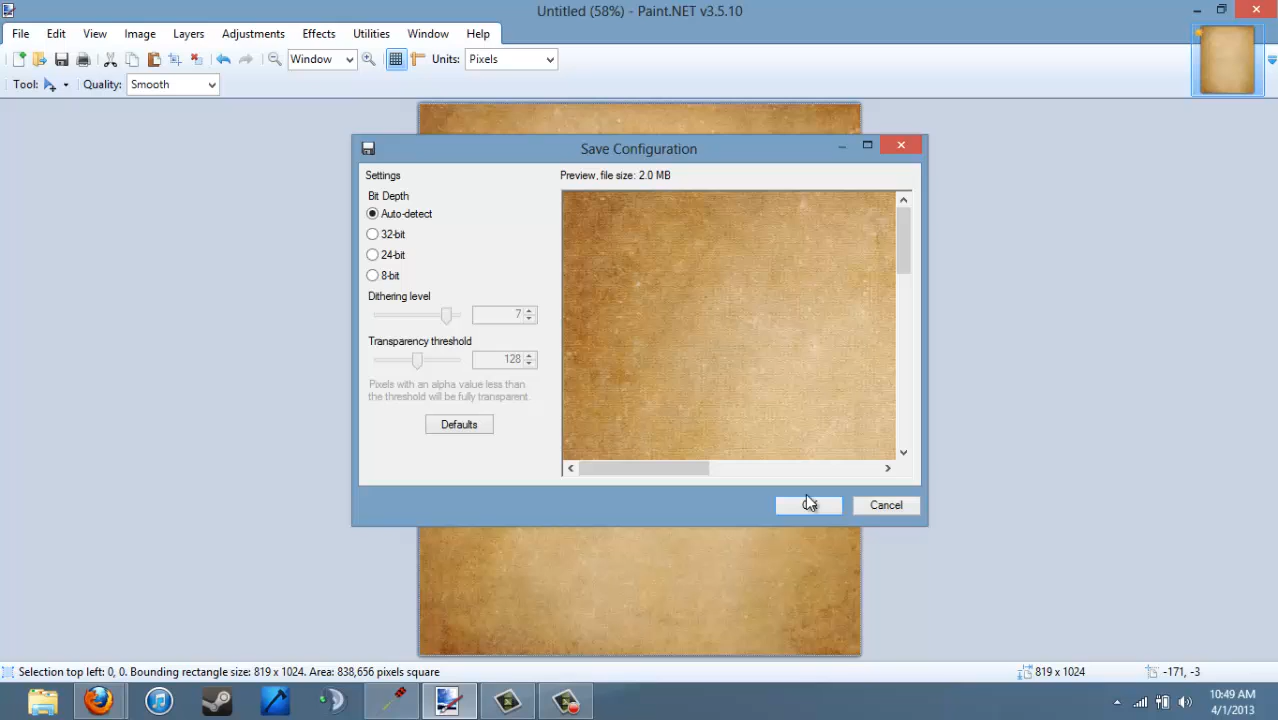 Untitled (58%) - Paint.NET v3.5.10
File Edit View Image Layers Adjustments Effects Utilities Window Help
Window Units: Pixels
Tool: Quality: Smooth
Save Configuration
Settings
Preview, file size: 2.0 MB
Bit Depth
Auto-detect
32-bit
24-bit
8-bit
Dithering level
7
Transparency threshold
128
Pixels with an alpha value less than
the threshold will be fully transparent.
Defaults
Cancel
Selection top left: 0, 0. Bounding rectangle size: 819 x 1024. Area: 838,656 pixels square
819 x 1024
-171, -3
10:49 AM
4/1/2013